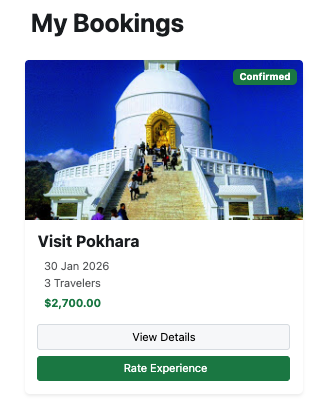 My Bookings
Confirmed
Visit Pokhara
30 Jan 2026
3 Travelers
$2,700.00
View Details
Rate Experience